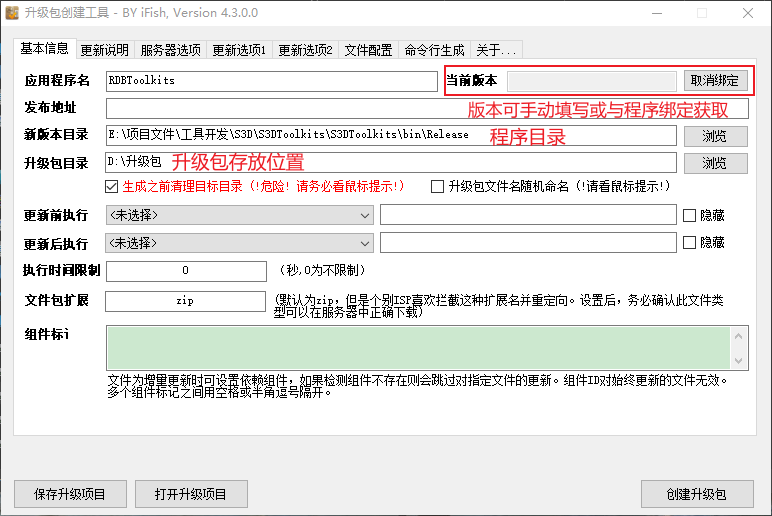 升级包创建工具 - BY iFish, Version 4.3.0.0
基本信息 更新说明 服务器选项 更新选项1 更新选项2 文件配置 命令行生成 关于...
应用程序名 RDBToolkits 当前版本 取消绑定
发布地址 版本可手动填写或与程序绑定获取
新版本目录 E:\项目文件\工具开发\S3D\S3DToolkits\S3DToolkits\bin\Release 程序目录 浏览
升级包目录 D:\升级包 升级包存放位置 浏览
生成之前清理目标目录（!危险! 请务必看鼠标提示!） 升级包文件名随机命名（!请看鼠标提示!）
更新前执行 <未选择> 隐藏
更新后执行 <未选择> 隐藏
执行时间限制 0 （秒,0为不限制）
文件包扩展 zip (默认为zip，但是个别ISP喜欢拦截这种扩展名并重定向。设置后，务必确认此文件类
型可以在服务器中正确下载)
组件标i
文件为增量更新时可设置依赖组件，如果检测组件不存在则会跳过对指定文件的更新。组件ID对始终更新的文件无效。
多个组件标记之间用空格或半角逗号隔开。
保存升级项目 打开升级项目 创建升级包